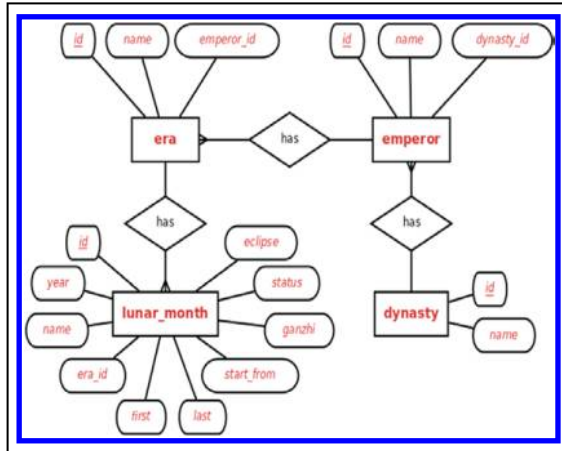 id name emperor_id id name dynasty_id
era has emperor
has has
id eclipse
year status id
lunar_month dynasty
name ganzhi name
era_id start_from
first last